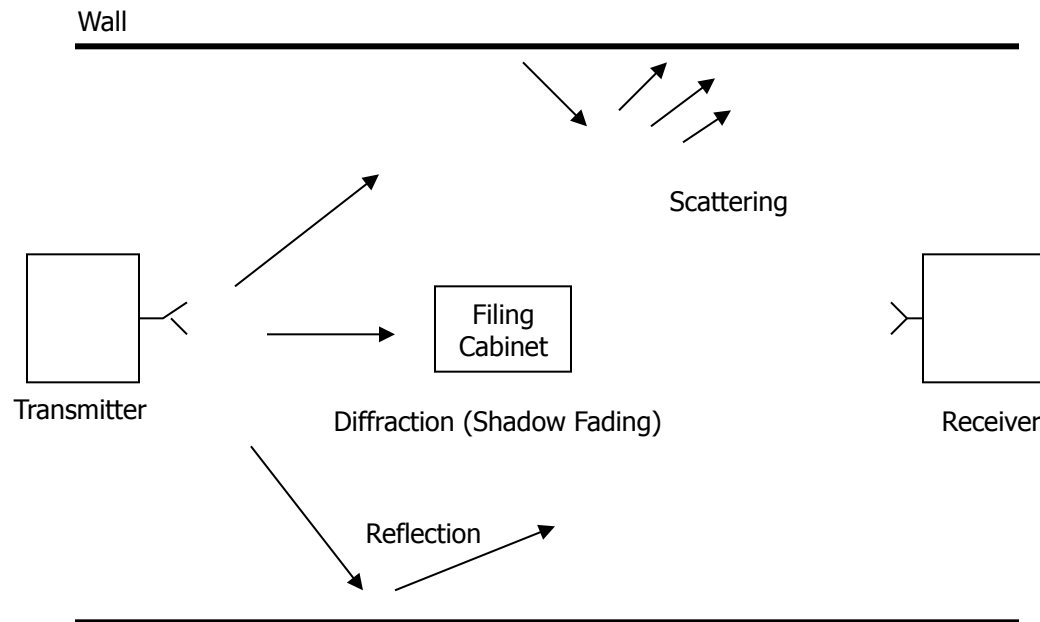 Wall
Scattering
Filing
Cabinet
Transmitter
Diffraction (Shadow Fading)
Receiver
Reflection